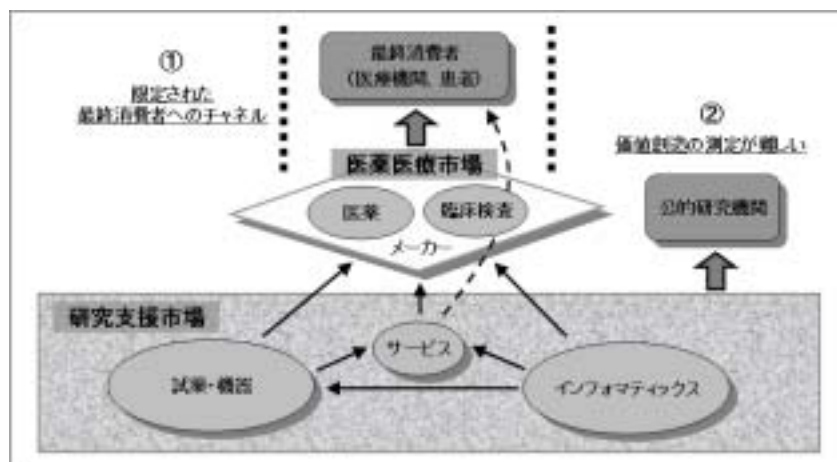 ①
限定された
最終消費者へのチャネル
最終消費者
(医療機関、患者)
②
価値創造の測定が難しい
医薬医療市場
医薬
臨床検査
メーカー
公的研究機関
研究支援市場
サービス
試薬・機器
インフォマティックス